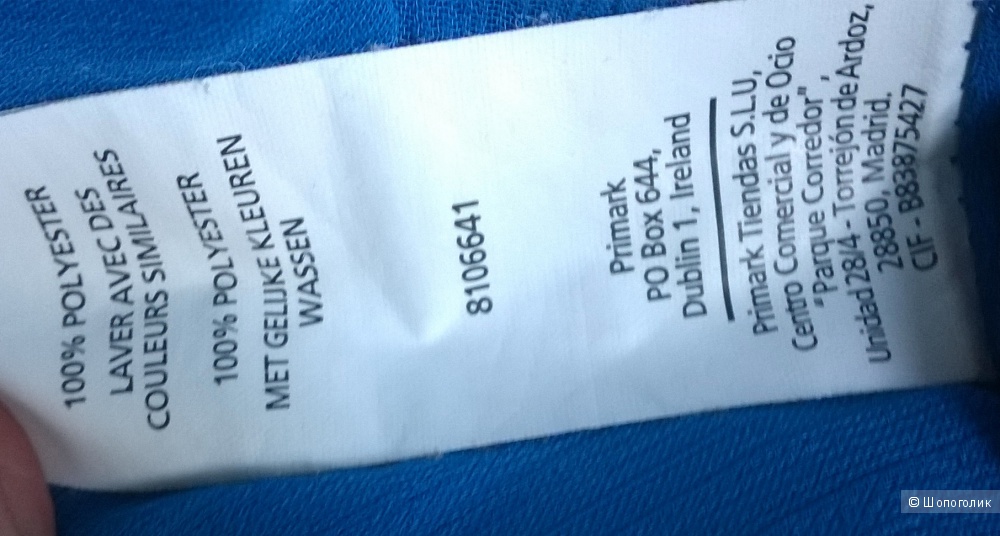 100% POLYESTER
LAVER AVEC DES
COULEURS SIMILAIRES
100% POLYESTER
MET GELIJKE KLEUREN
WASSEN
8106641
Primark
PO Box 644,
Dublin 1, Ireland
Primark Tiendas S.L.U,
Centro Comercial y de Ocio
"Parque Corredor",
Unidad 28/4 - Torrejón de Ardoz,
28850, Madrid.
CIF - B83875427
© Шопоголик